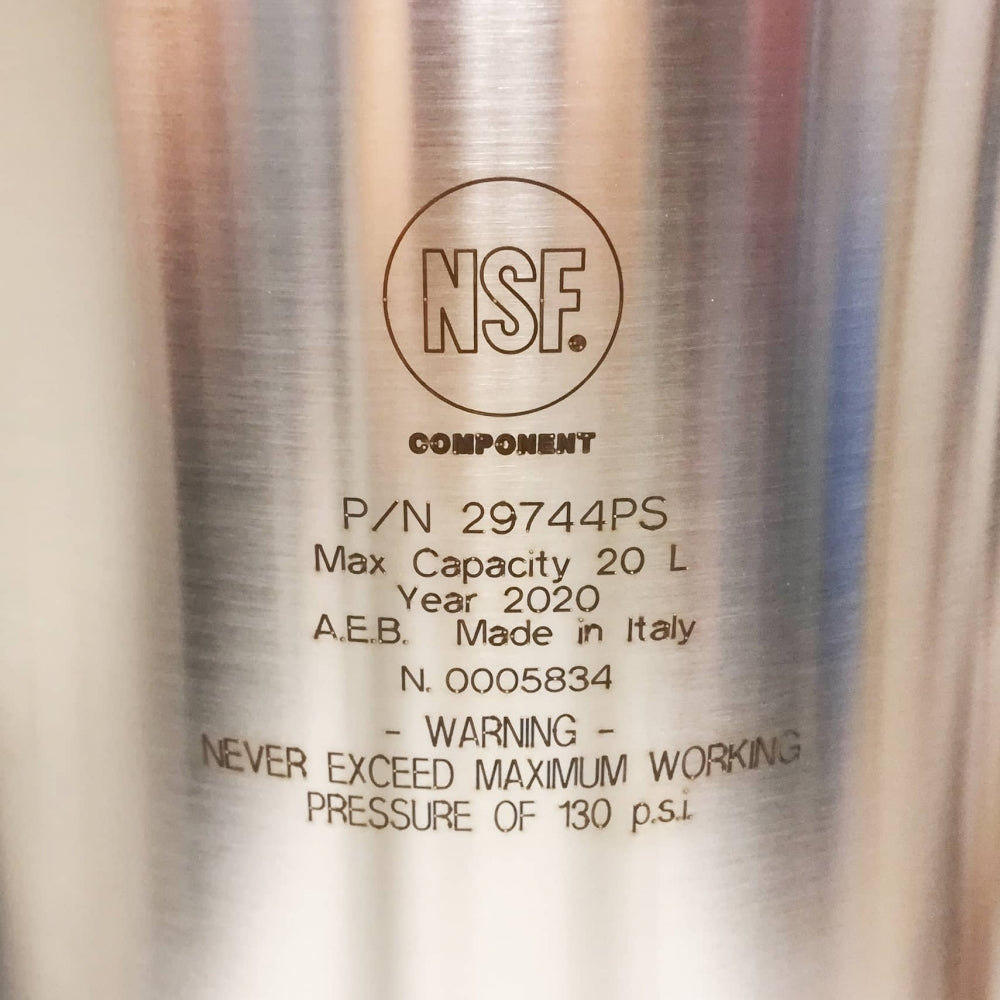 NSF.
COMPONENT
P/N 29744PS
Max Capacity 20 L
Year 2020
A.E.B. Made in Italy
N. 0005834
- WARNING -
NEVER EXCEED MAXIMUM WORKING
PRESSURE OF 130 p.s.i.